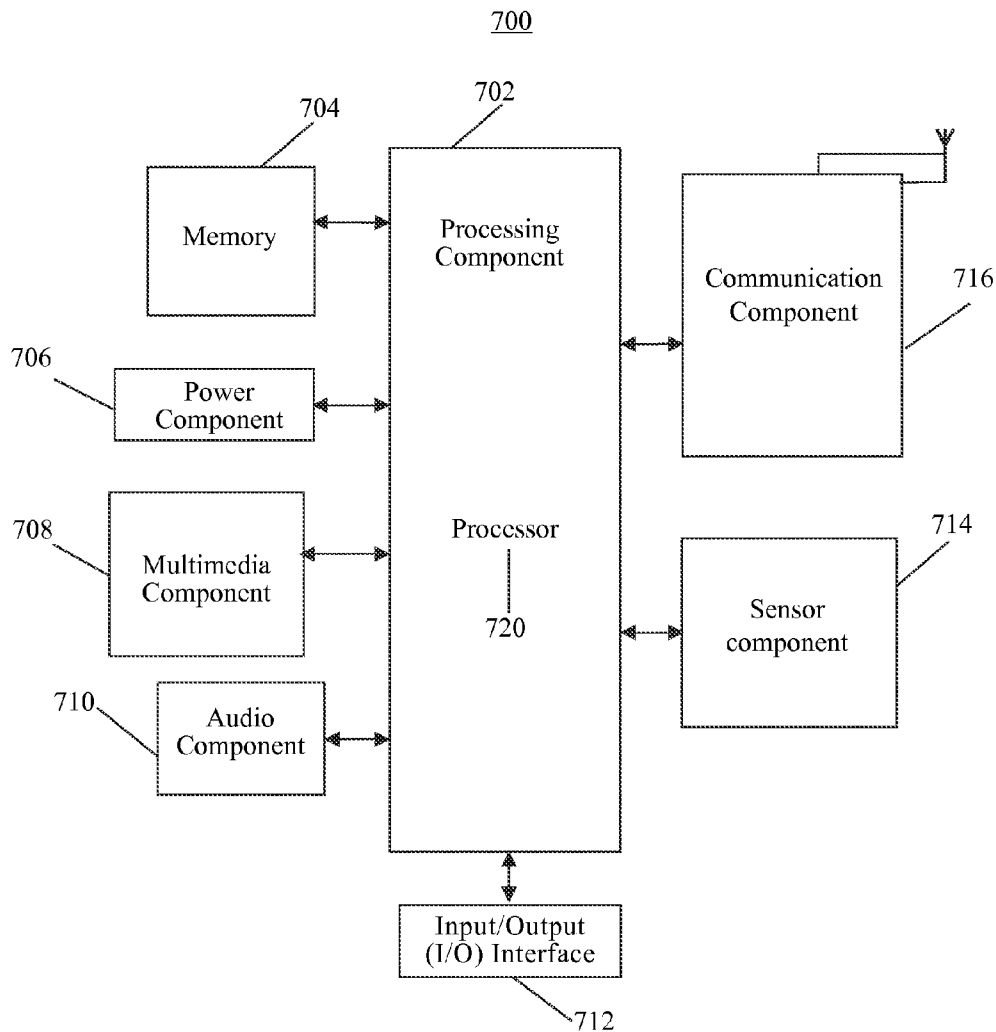 700
702
704
Memory
Processing
Component
Communication
Component
716
706
Power
Component
708
Multimedia
Component
Processor
720
714
Sensor
component
710
Audio
Component
Input/Output
(I/O) Interface
712